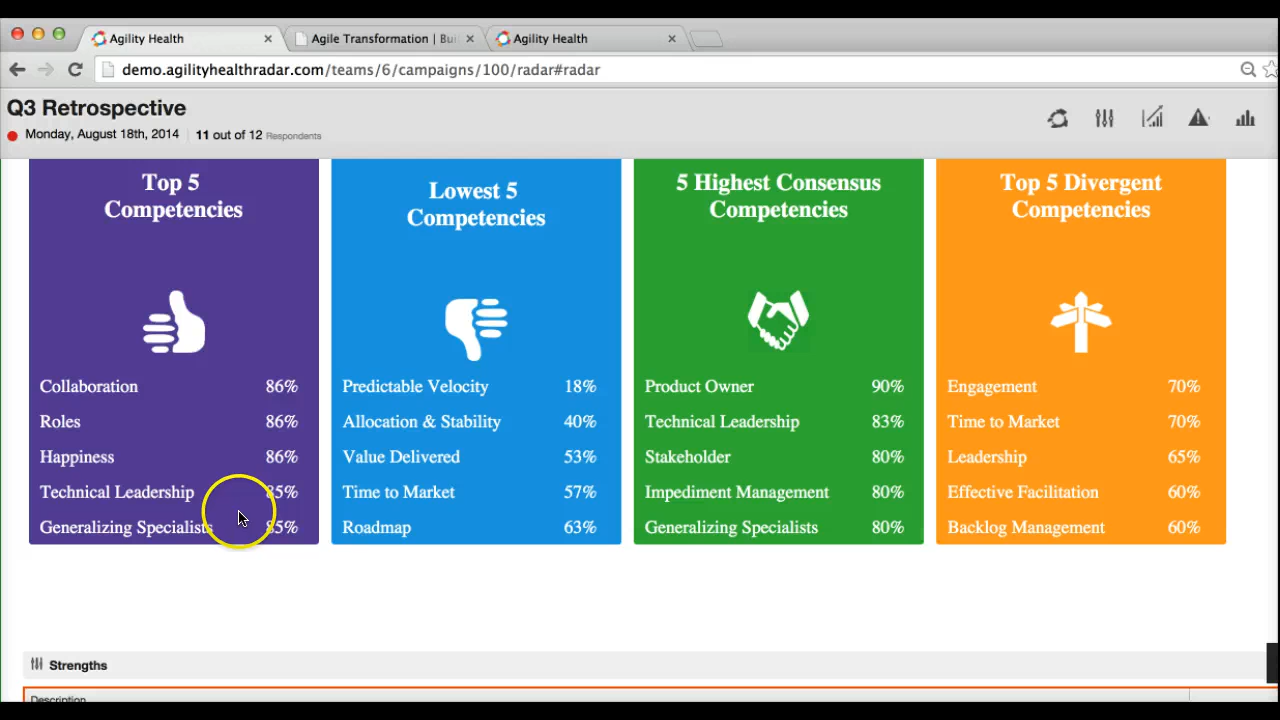 Agility Health
Agile Transformation | Bui
Agility Health
demo.agilityhealthradar.com/teams/6/campaigns/100/radar#radar
Q3 Retrospective
Monday, August 18th, 2014 11 out of 12 Respondents
Top 5
Competencies
Collaboration 86%
Roles 86%
Happiness 86%
Technical Leadership 85%
Generalizing Specialists 85%
Lowest 5
Competencies
Predictable Velocity 18%
Allocation & Stability 40%
Value Delivered 53%
Time to Market 57%
Roadmap 63%
5 Highest Consensus
Competencies
Product Owner 90%
Technical Leadership 83%
Stakeholder 80%
Impediment Management 80%
Generalizing Specialists 80%
Top 5 Divergent
Competencies
Engagement 70%
Time to Market 70%
Leadership 65%
Effective Facilitation 60%
Backlog Management 60%
Strengths
Description